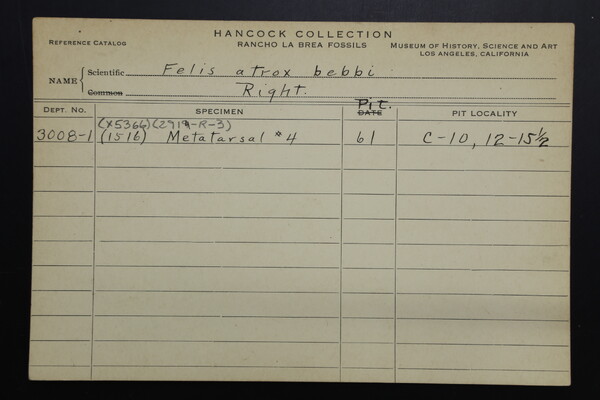 HANCOCK COLLECTION
REFERENCE CATALOG RANCHO LA BREA FOSSILS MUSEUM OF HISTORY, SCIENCE AND ART
LOS ANGELES, CALIFORNIA
NAME Scientific Felis atrox bebbi
Common Right.
Pit.
DEPT. NO. SPECIMEN DATE PIT LOCALITY
(x5366)(2919-R-3)
3008-1 (1516) Metatarsal #4 61 C-10, 12-15½